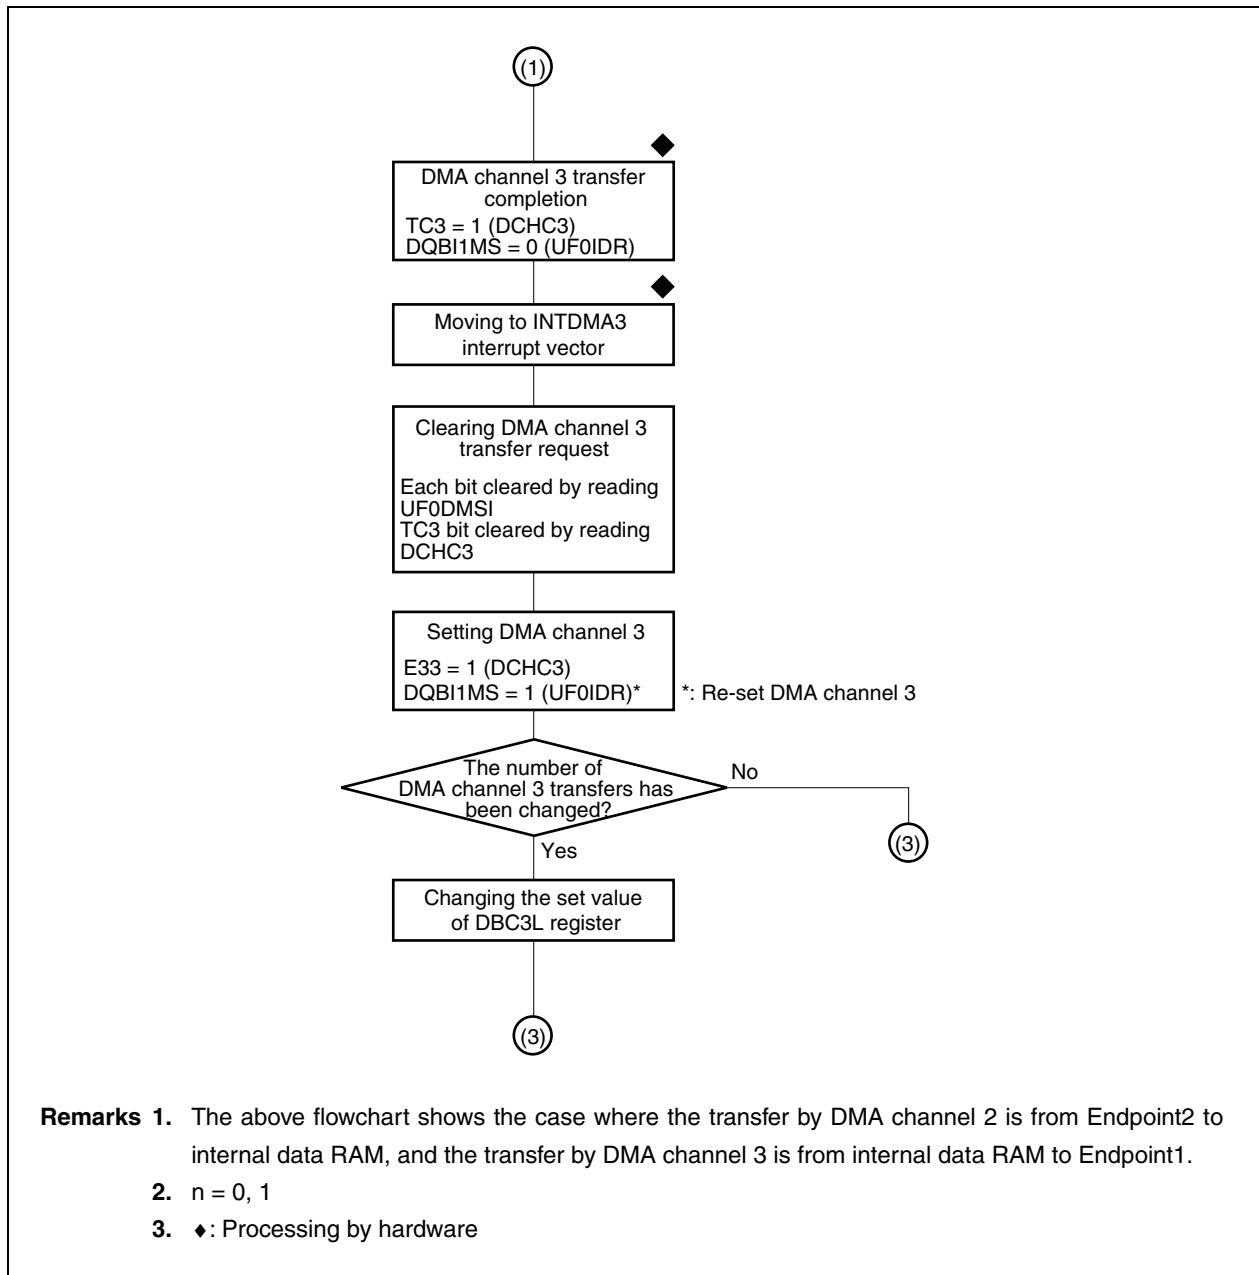 (1)
◆
DMA channel 3 transfer
completion
TC3 = 1 (DCHC3)
DQBI1MS = 0 (UF0IDR)
◆
Moving to INTDMA3
interrupt vector
Clearing DMA channel 3
transfer request
Each bit cleared by reading
UF0DMSI
TC3 bit cleared by reading
DCHC3
Setting DMA channel 3
E33 = 1 (DCHC3)
DQBI1MS = 1 (UF0IDR)* *: Re-set DMA channel 3
The number of
DMA channel 3 transfers has
been changed?
No
(3)
Yes
Changing the set value
of DBC3L register
(3)
Remarks 1. The above flowchart shows the case where the transfer by DMA channel 2 is from Endpoint2 to
internal data RAM, and the transfer by DMA channel 3 is from internal data RAM to Endpoint1.
2. n = 0, 1
3. ♦: Processing by hardware